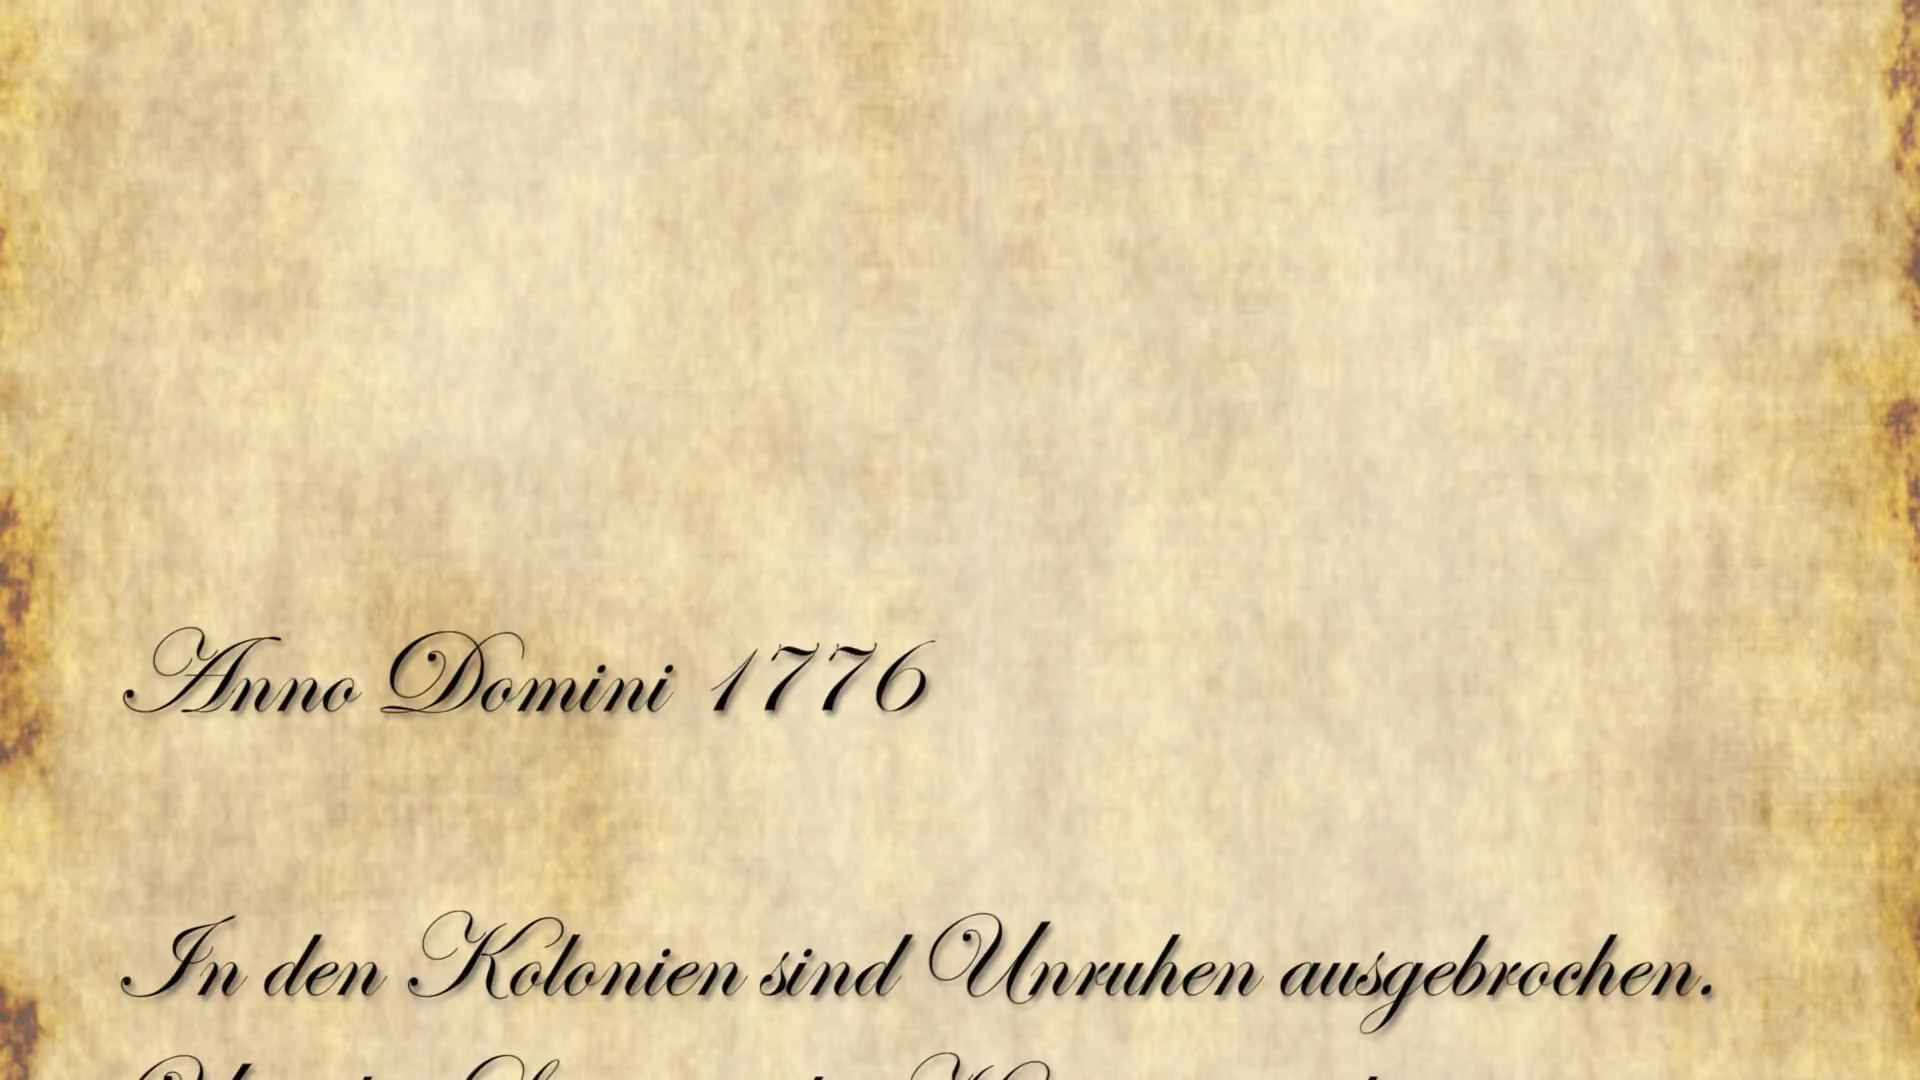 Anno Domini 1776
In den Kolonien sind Unruhen ausgebrochen.